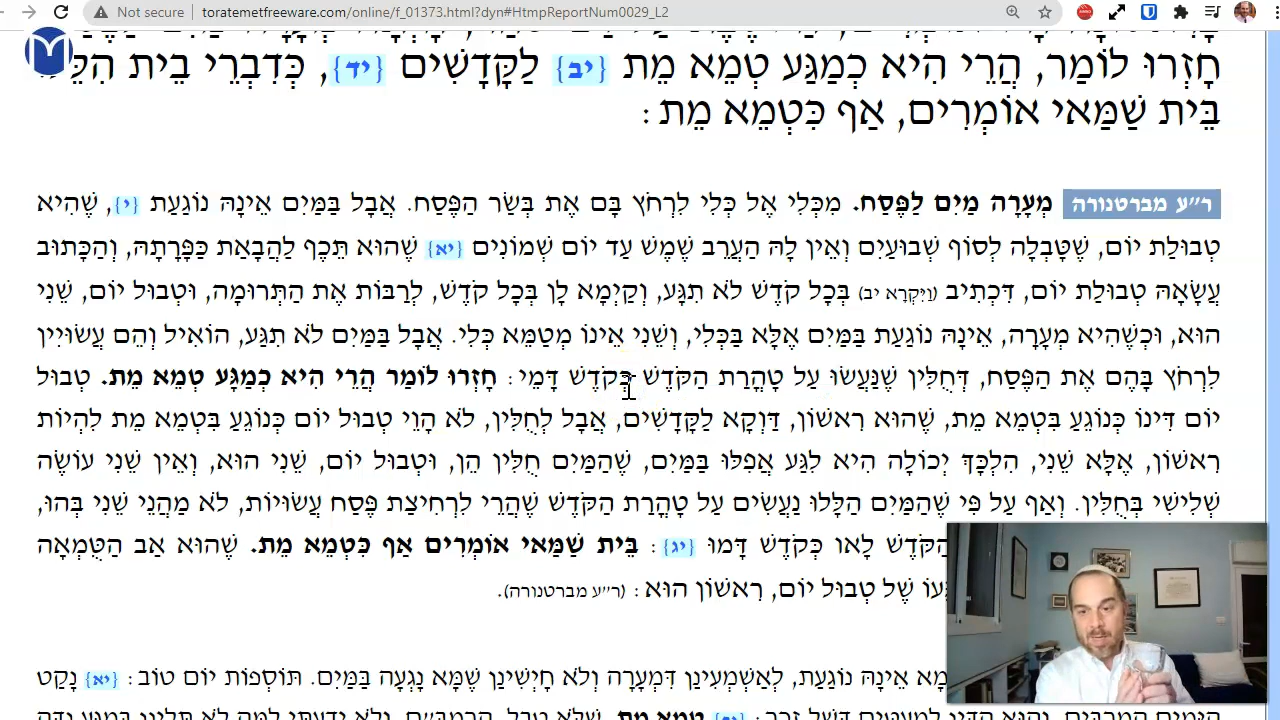 Not secure | toratemetfreeware.com/online/f_01373.html?dyn#HtmpReportNum0029_L2
חָזְרוּ לוֹמַר, הֲרֵי הִיא כְמַגַּע טְמֵא מֵת {יב} לַקָּדָשִׁים {יד}, כְּדִבְרֵי בֵית הִלֵּל
בֵּית שַׁמַּאי אוֹמְרִים, אַף כִּטְמֵא מֵת :
ר״ע מברטנורה מְעָרָה מַיִם לַפֶּסַח. מִכְּלִי אֶל כְּלִי לִרְחֹץ בָּם אֶת בְּשַׂר הַפֶּסַח. אֲבָל בַּמַּיִם אֵינָהּ נוֹגַעַת {י}, שֶׁהִיא
טְבוּלַת יוֹם, שֶׁטָּבְלָה לְסוֹף שְׁבוּעַיִם וְאֵין לָהּ הַעֲרֵב שֶׁמֶשׁ עַד יוֹם שְׁמוֹנִים {יא} שֶׁהוּא תֵּכֶף לַהֲבָאַת כַּפָּרָתָהּ, וְהַכָּתוּב
עֲשָׂאָהּ טְבוּלַת יוֹם, דִּכְתִיב (וַיִּקְרָא יב) בְּכָל קֹדֶשׁ לֹא תִגָּע, וְקַיְמָא לָן בְּכָל קֹדֶשׁ, לְרַבּוֹת אֶת הַתְּרוּמָה, וּטְבוּל יוֹם, שֵׁנִי
הוּא, וּכְשֶׁהִיא מְעָרָה, אֵינָהּ נוֹגַעַת בַּמַּיִם אֶלָּא בַּכְּלִי, וְשֵׁנִי אֵינוֹ מְטַמֵּא כְּלִי. אֲבָל בַּמַּיִם לֹא תִגַּע, הוֹאִיל וְהֵם עֲשׂוּיִין
לִרְחֹץ בָּהֶם אֶת הַפֶּסַח, דְּחֻלִּין שֶׁנַּעֲשׂוּ עַל טָהֳרַת הַקֹּדֶשׁ כְּקֹדֶשׁ דָּמֵי : חָזְרוּ לוֹמַר הֲרֵי הִיא כְמַגָּע טְמֵא מֵת. טְבוּל
יוֹם דִּינוֹ כְּנוֹגֵעַ בִּטְמֵא מֵת, שֶׁהוּא רִאשׁוֹן, דַּוְקָא לַקָּדָשִׁים, אֲבָל לְחֻלִּין, לֹא הָוֵי טְבוּל יוֹם כְּנוֹגֵעַ בִּטְמֵא מֵת לִהְיוֹת
רִאשׁוֹן, אֶלָּא שֵׁנִי, הִלְכָּךְ יְכוֹלָה הִיא לִגַּע אֲפִלּוּ בַּמַּיִם, שֶׁהַמַּיִם חֻלִּין הֵן, וּטְבוּל יוֹם, שֵׁנִי הוּא, וְאֵין שֵׁנִי עוֹשֶׂה
שְׁלִישִׁי בְּחֻלִּין. וְאַף עַל פִּי שֶׁהַמַּיִם הַלָּלוּ נַעֲשִׂים עַל טָהֳרַת הַקֹּדֶשׁ שֶׁהֲרֵי לִרְחִיצַת פֶּסַח עֲשׂוּיוֹת, לֹא מַהֲנֵי שֵׁנִי בְּהוּ,
הַקֹּדֶשׁ לָאו כְּקֹדֶשׁ דָּמוּ {יג} : בֵּית שַׁמַּאי אוֹמְרִים אַף כִּטְמֵא מֵת. שֶׁהוּא אַב הַטֻּמְאָה
שֶׁל טְבוּל יוֹם, רִאשׁוֹן הוּא : (ר״ע מברטנורה).
אֵינָהּ נוֹגַעַת, לְאַשְׁמְעִינַן דִּמְעָרָה וְלֹא חָיְשִׁינַן שֶׁמָּא נָגְעָה בַּמַּיִם. תּוֹסְפוֹת יוֹם טוֹב : {יא} נָקַט